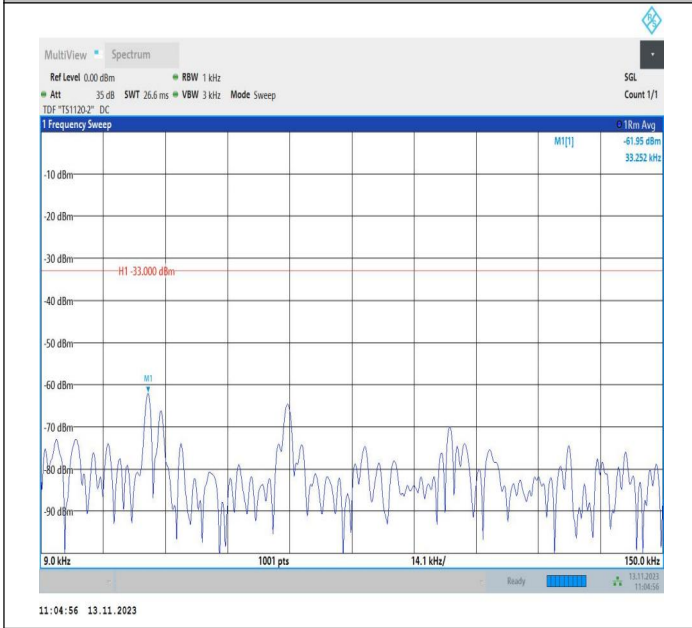 R S
MultiView Spectrum
Ref Level 0.00 dBm RBW 1 kHz SGL
Att 35 dB SWT 26.6 ms VBW 3 kHz Mode Sweep Count 1/1
TDF "TS1120-2" DC
1 Frequency Sweep 1Rm Avg
M1[1] -61.95 dBm
33.252 kHz
-10 dBm
-20 dBm
-30 dBm
H1 -33.000 dBm
-40 dBm
-50 dBm
M1
-60 dBm
-70 dBm
-80 dBm
-90 dBm
9.0 kHz 1001 pts 14.1 kHz/ 150.0 kHz
Ready 13.11.2023
11:04:56
11:04:56 13.11.2023